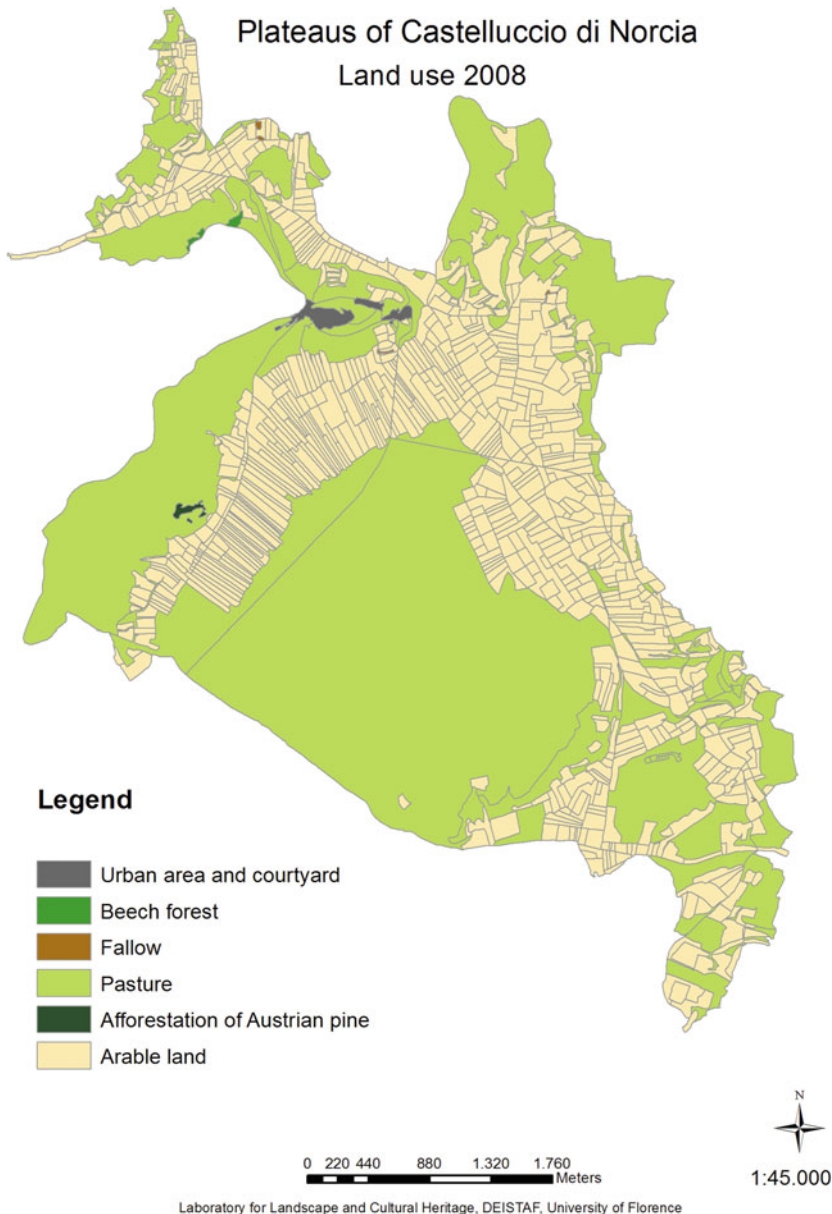 Plateaus of Castelluccio di Norcia
Land use 2008
Legend
Urban area and courtyard
Beech forest
Fallow
Pasture
Afforestation of Austrian pine
Arable land
N
0 220 440 880 1.320 1.760
Meters
1:45.000
Laboratory for Landscape and Cultural Heritage, DEISTAF, University of Florence